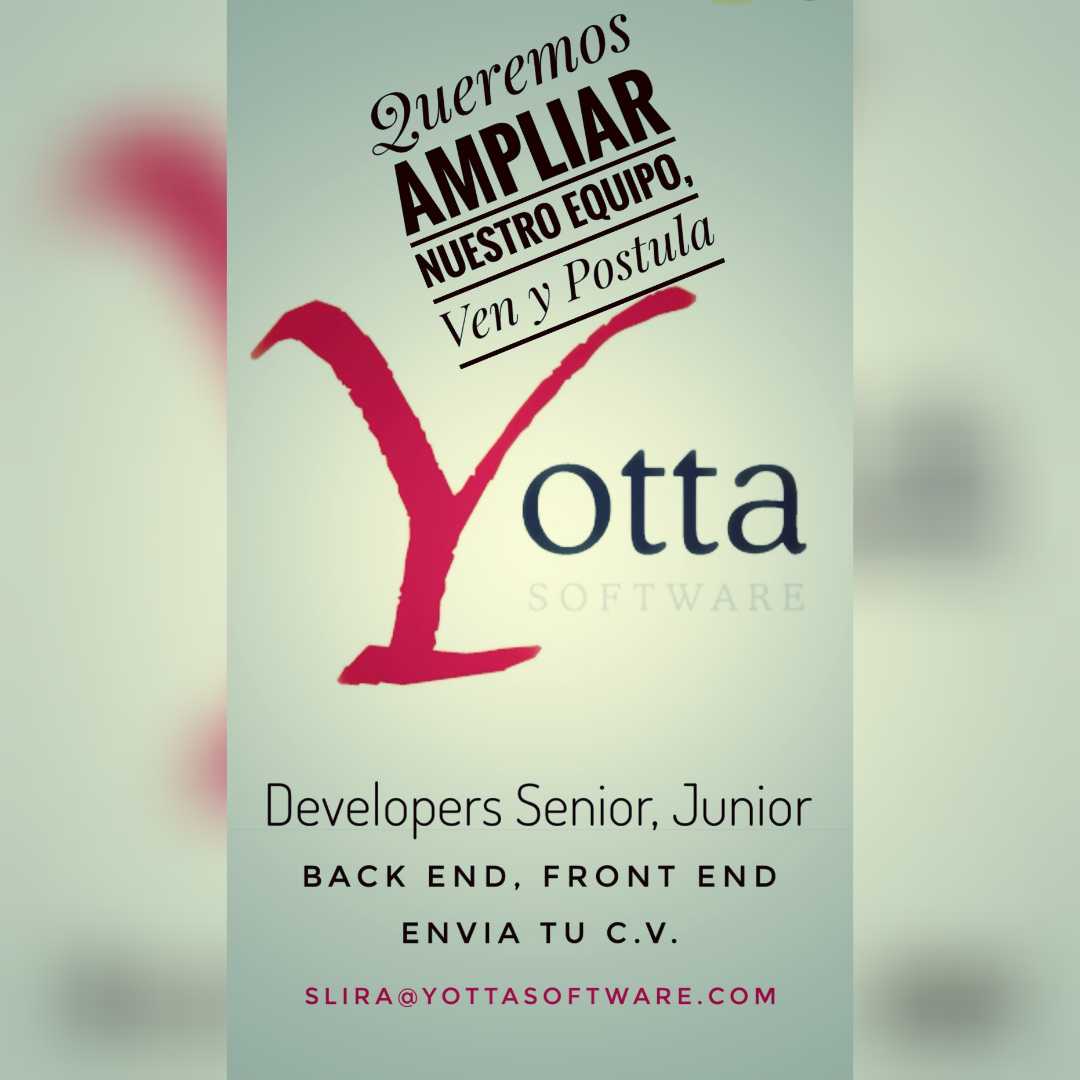 Queremos
AMPLIAR
NUESTRO EQUIPO,
Ven y Postula
Yotta
SOFTWARE
Developers Senior, Junior
BACK END, FRONT END
ENVIA TU C.V.
SLIRA@YOTTASOFTWARE.COM